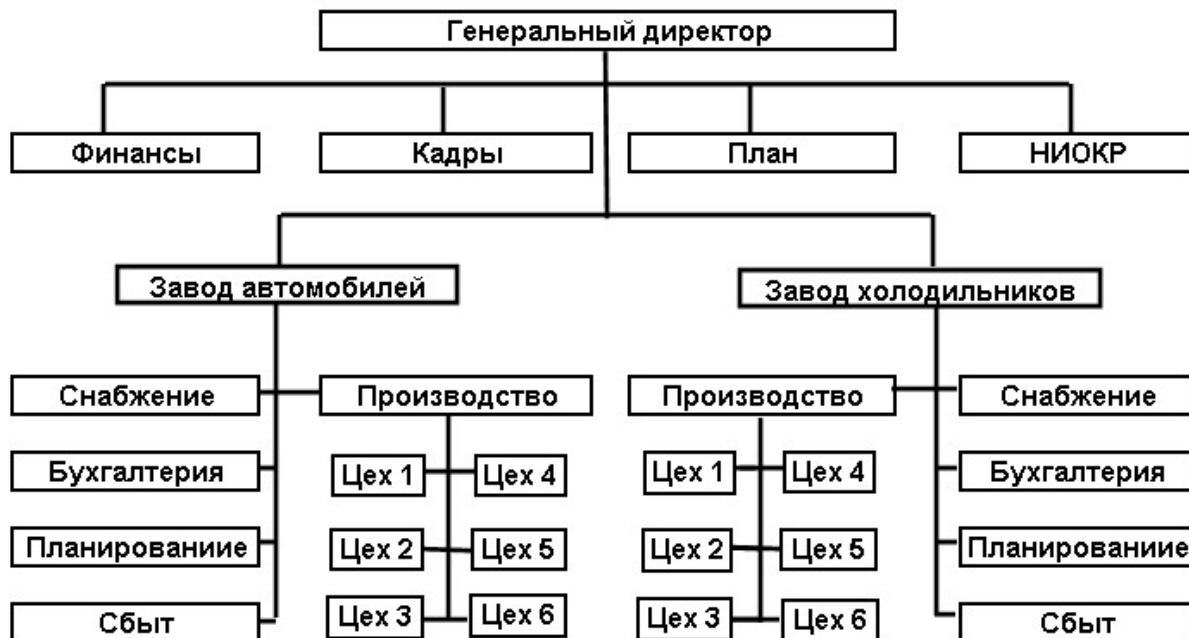 Генеральный директор
Финансы
Кадры
План
НИОКР
Завод автомобилей
Завод холодильников
Снабжение
Производство
Производство
Снабжение
Бухгалтерия
Цех 1
Цех 4
Цех 1
Цех 4
Бухгалтерия
Планированиие
Цех 2
Цех 5
Цех 2
Цех 5
Планированиие
Сбыт
Цех 3
Цех 6
Цех 3
Цех 6
Сбыт